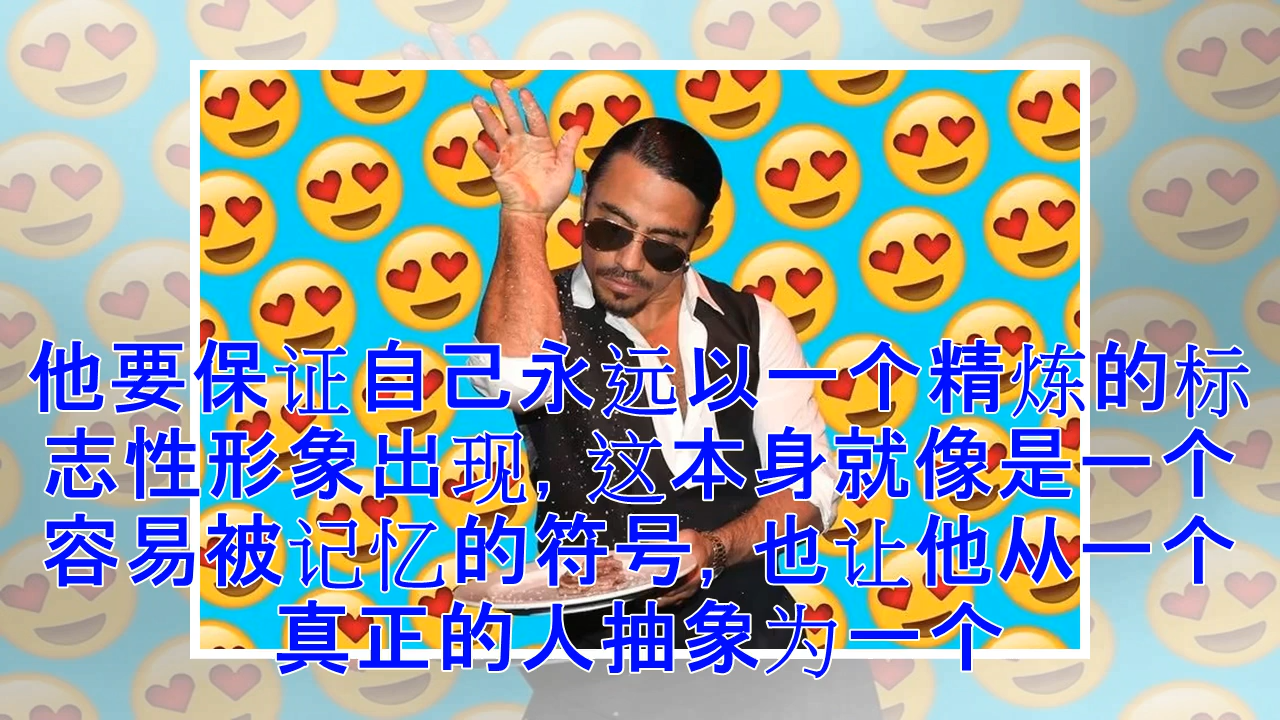 他要保证自己永远以一个精炼的标
志性形象出现，这本身就像是一个
容易被记忆的符号，也让他从一个
真正的人抽象为一个